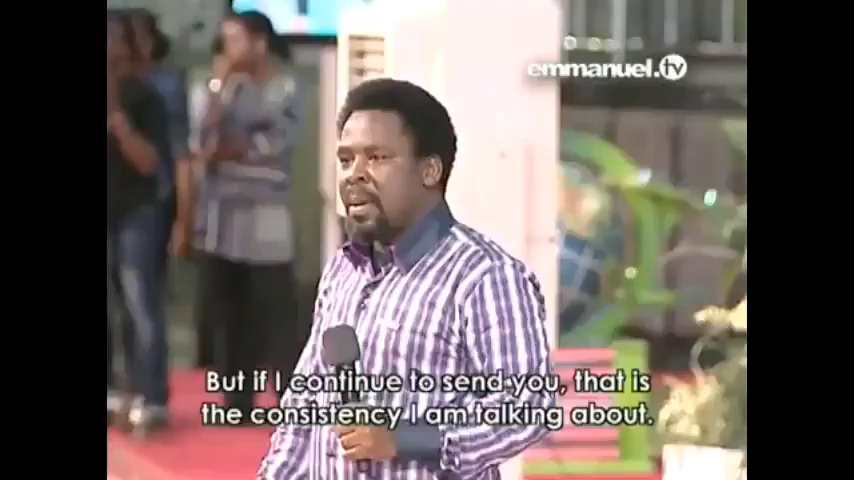 emmanuel.tv
But if I continue to send you, that is
the consistency I am talking about.